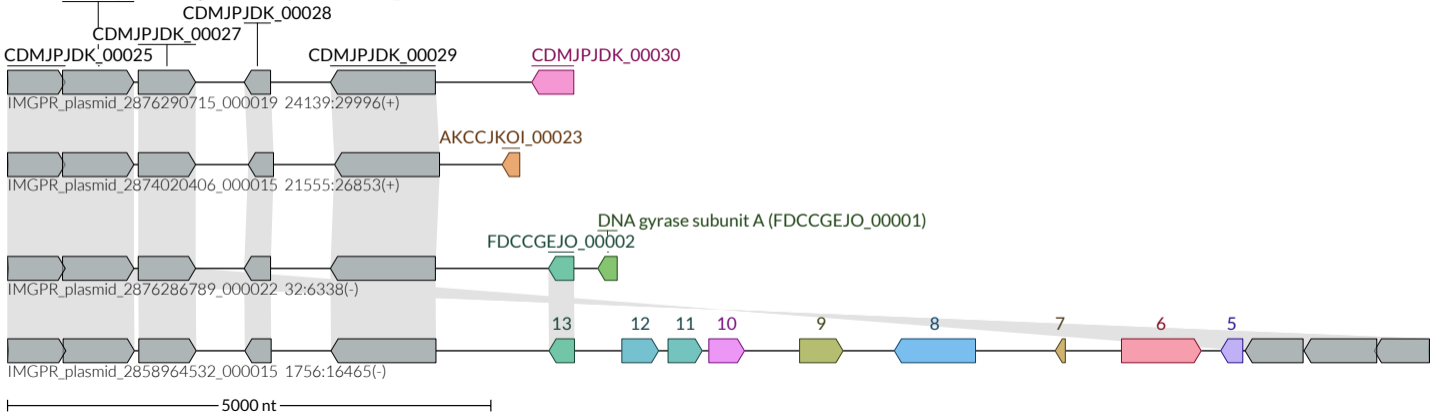 CDMJPJDK_00028
CDMJPJDK_00027
CDMJPJDK_00025 CDMJPJDK_00029 CDMJPJDK_00030
IMGPR_plasmid_2876290715_000019 24139:29996(+)
AKCCJKOI_00023
IMGPR_plasmid_2874020406_000015 21555:26853(+)
DNA gyrase subunit A (FDCCGEJO_00001)
FDCCGEJO_00002
IMGPR_plasmid_2876286789_000022 32:6338(-)
13 12 11 10 9 8 7 6 5
IMGPR_plasmid_2858964532_000015 1756:16465(-)
5000 nt